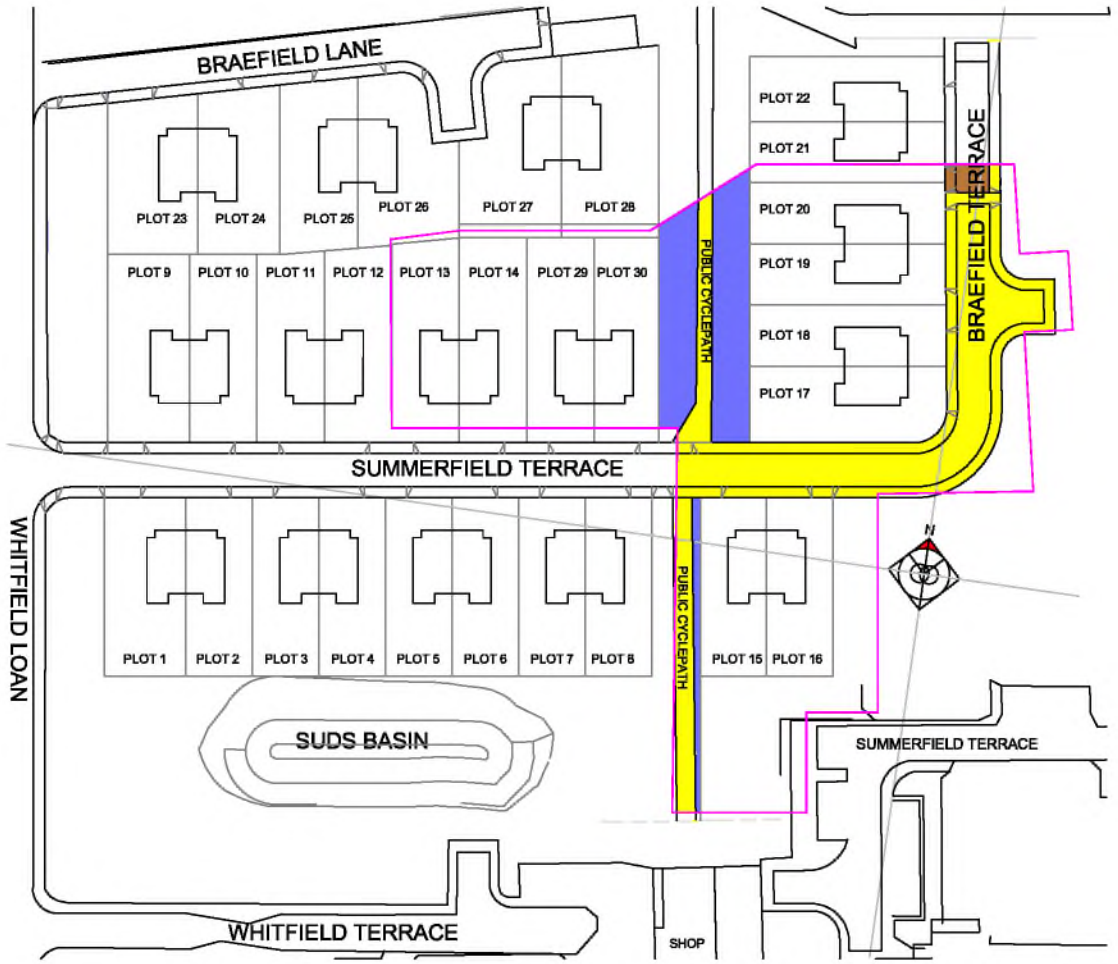 BRAEFIELD LANE
PLOT 22
PLOT 21
BRAEFIELD TERRACE
PLOT 23
PLOT 24
PLOT 25
PLOT 26
PLOT 27
PLOT 28
PLOT 20
PLOT 9
PLOT 10
PLOT 11
PLOT 12
PLOT 13
PLOT 14
PLOT 29
PLOT 30
PUBLIC CYCLEPATH
PLOT 19
PLOT 18
PLOT 17
SUMMERFIELD TERRACE
WHITFIELD LOAN
N
PUBLIC CYCLEPATH
PLOT 1
PLOT 2
PLOT 3
PLOT 4
PLOT 5
PLOT 6
PLOT 7
PLOT 8
PLOT 15
PLOT 16
SUDS BASIN
SUMMERFIELD TERRACE
WHITFIELD TERRACE
SHOP